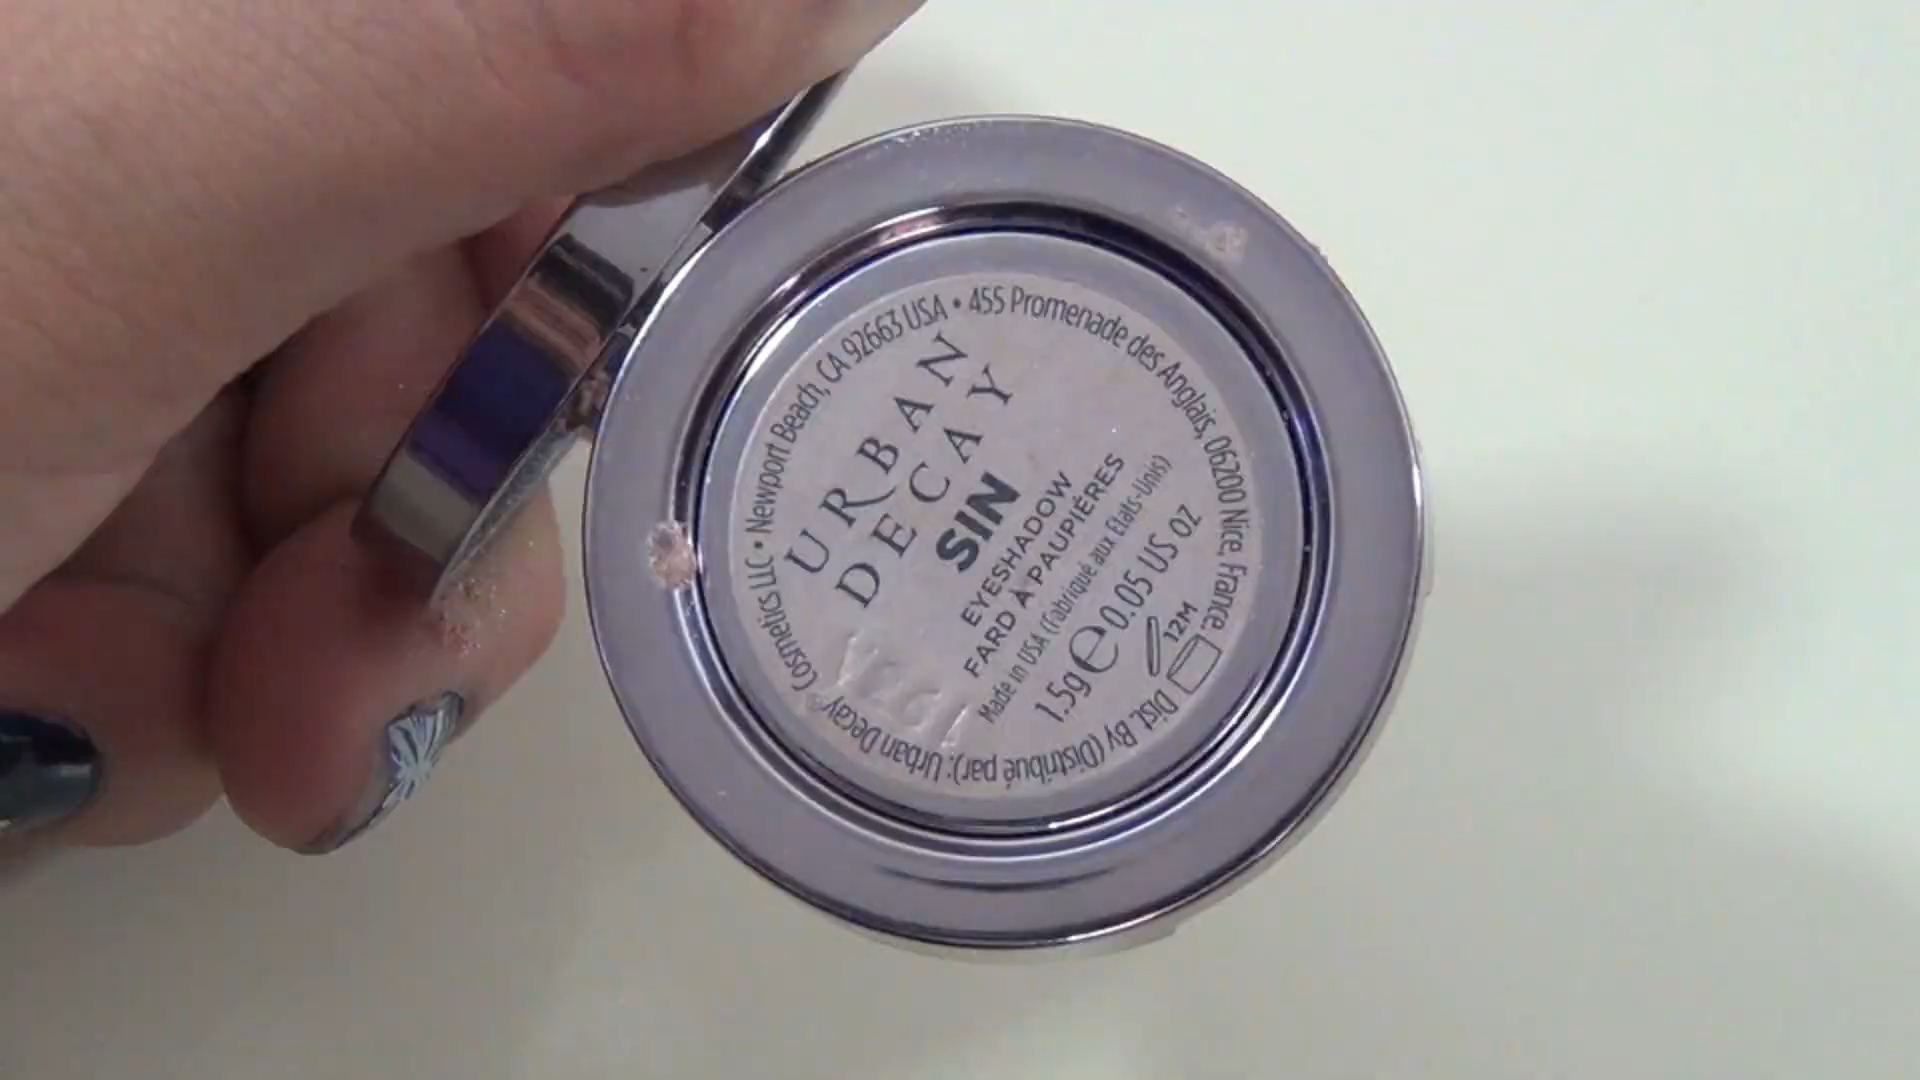 URBAN
DECAY
SIN
EYESHADOW
FARD À PAUPIÈRES
Made in USA (Fabriqué aux États-Unis)
1.5g e 0.05 US OZ
12M
Dist. By (Distribué par): Urban Decay® Cosmetics LLC • Newport Beach, CA 92663 USA • 455 Promenade des Anglais, 06200 Nice, France.